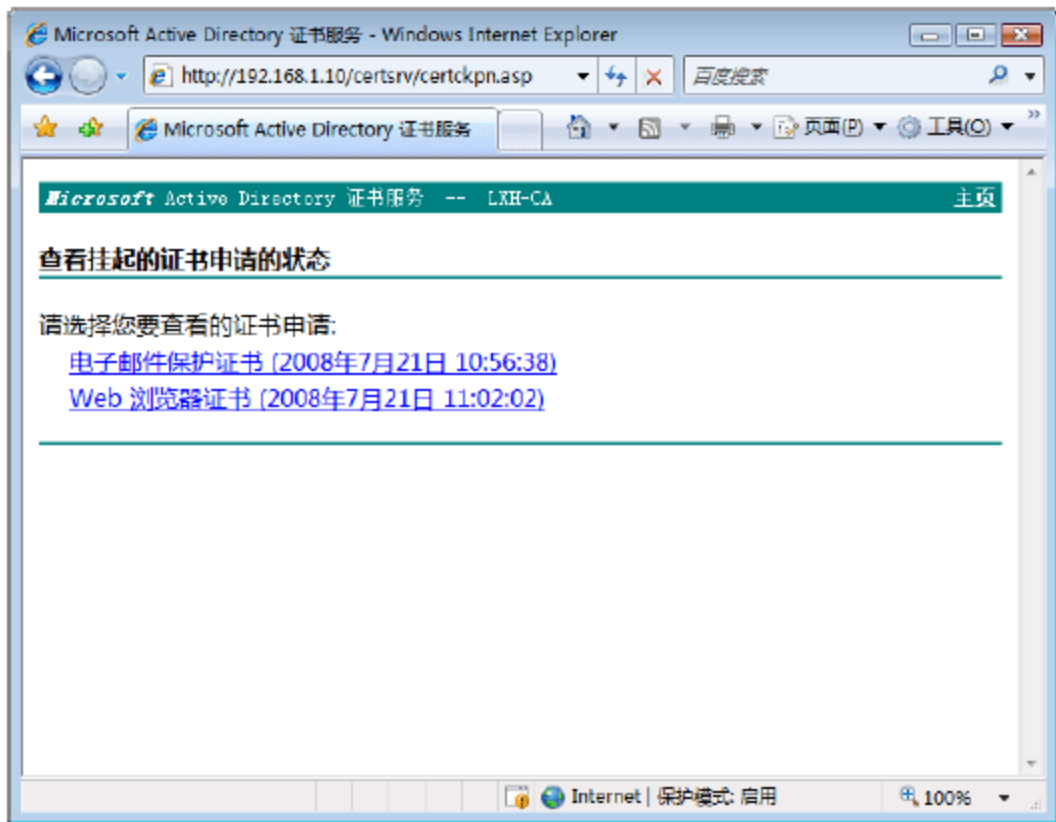 Microsoft Active Directory 证书服务 - Windows Internet Explorer
http://192.168.1.10/certsrv/certckpn.asp 百度搜索
Microsoft Active Directory 证书服务 页面(P) 工具(O)
Microsoft Active Directory 证书服务 -- LXH-CA 主页
查看挂起的证书申请的状态
请选择您要查看的证书申请:
电子邮件保护证书 (2008年7月21日 10:56:38)
Web 浏览器证书 (2008年7月21日 11:02:02)
Internet | 保护模式: 启用 100%